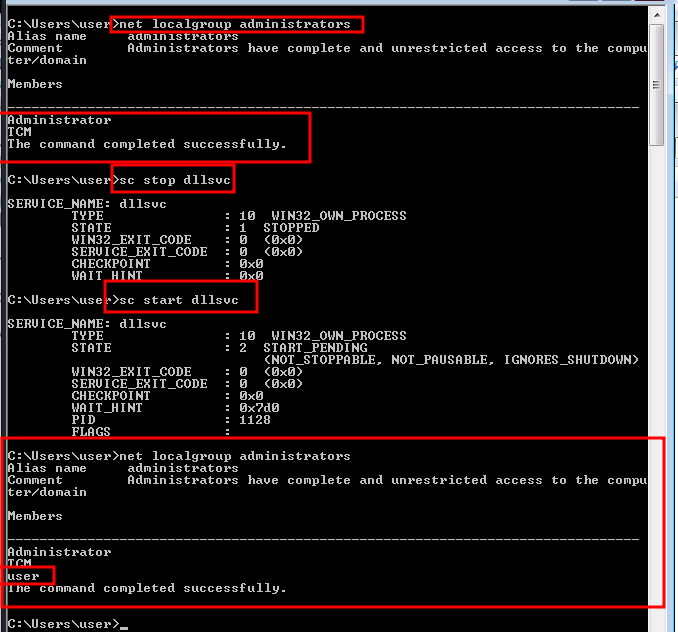 C:\Users\user>net localgroup administrators
Alias name     administrators
Comment        Administrators have complete and unrestricted access to the compu
ter/domain
Members
-------------------------------------------------------------------------------
Administrator
TCM
The command completed successfully.
C:\Users\user>sc stop dllsvc
SERVICE_NAME: dllsvc
        TYPE               : 10  WIN32_OWN_PROCESS
        STATE              : 1  STOPPED
        WIN32_EXIT_CODE    : 0  (0x0)
        SERVICE_EXIT_CODE  : 0  (0x0)
        CHECKPOINT         : 0x0
        WAIT_HINT          : 0x0
C:\Users\user>sc start dllsvc
SERVICE_NAME: dllsvc
        TYPE               : 10  WIN32_OWN_PROCESS
        STATE              : 2  START_PENDING
                                (NOT_STOPPABLE, NOT_PAUSABLE, IGNORES_SHUTDOWN)
        WIN32_EXIT_CODE    : 0  (0x0)
        SERVICE_EXIT_CODE  : 0  (0x0)
        CHECKPOINT         : 0x0
        WAIT_HINT          : 0x7d0
        PID                : 1128
        FLAGS              :
C:\Users\user>net localgroup administrators
Alias name     administrators
Comment        Administrators have complete and unrestricted access to the compu
ter/domain
Members
-------------------------------------------------------------------------------
Administrator
TCM
user
The command completed successfully.
C:\Users\user>_